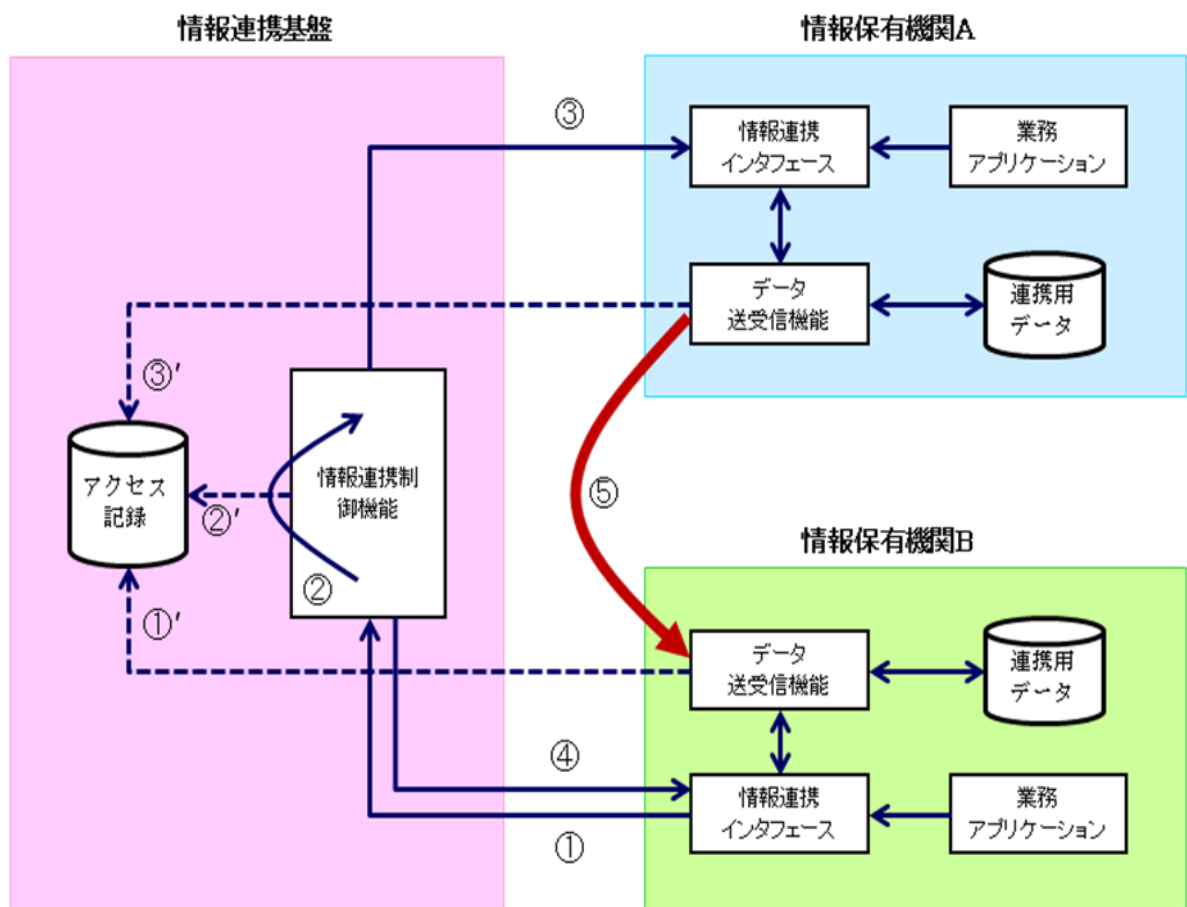 情報連携基盤
情報保有機関A
③
情報連携
インタフェース
業務
アプリケーション
データ
送受信機能
連携用
データ
③'
アクセス
記録
②'
情報連携制
御機能
②
⑤
①'
情報保有機関B
データ
送受信機能
連携用
データ
④
①
情報連携
インタフェース
業務
アプリケーション